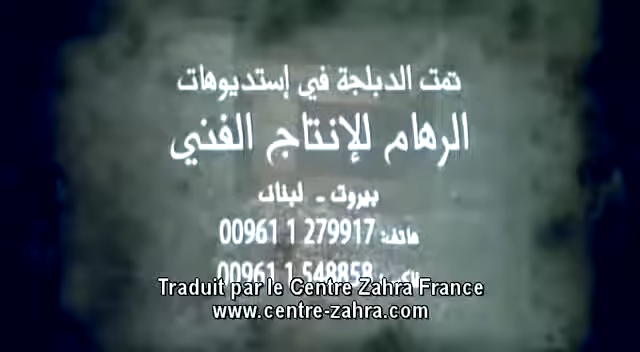 تمت الدبلجة في إستديوهات
الرهام للإنتاج الفني
بيروت - لبنان
هاتف: 00961 1 279917
00961 1 548858
Traduit par le Centre Zahra France
www.centre-zahra.com